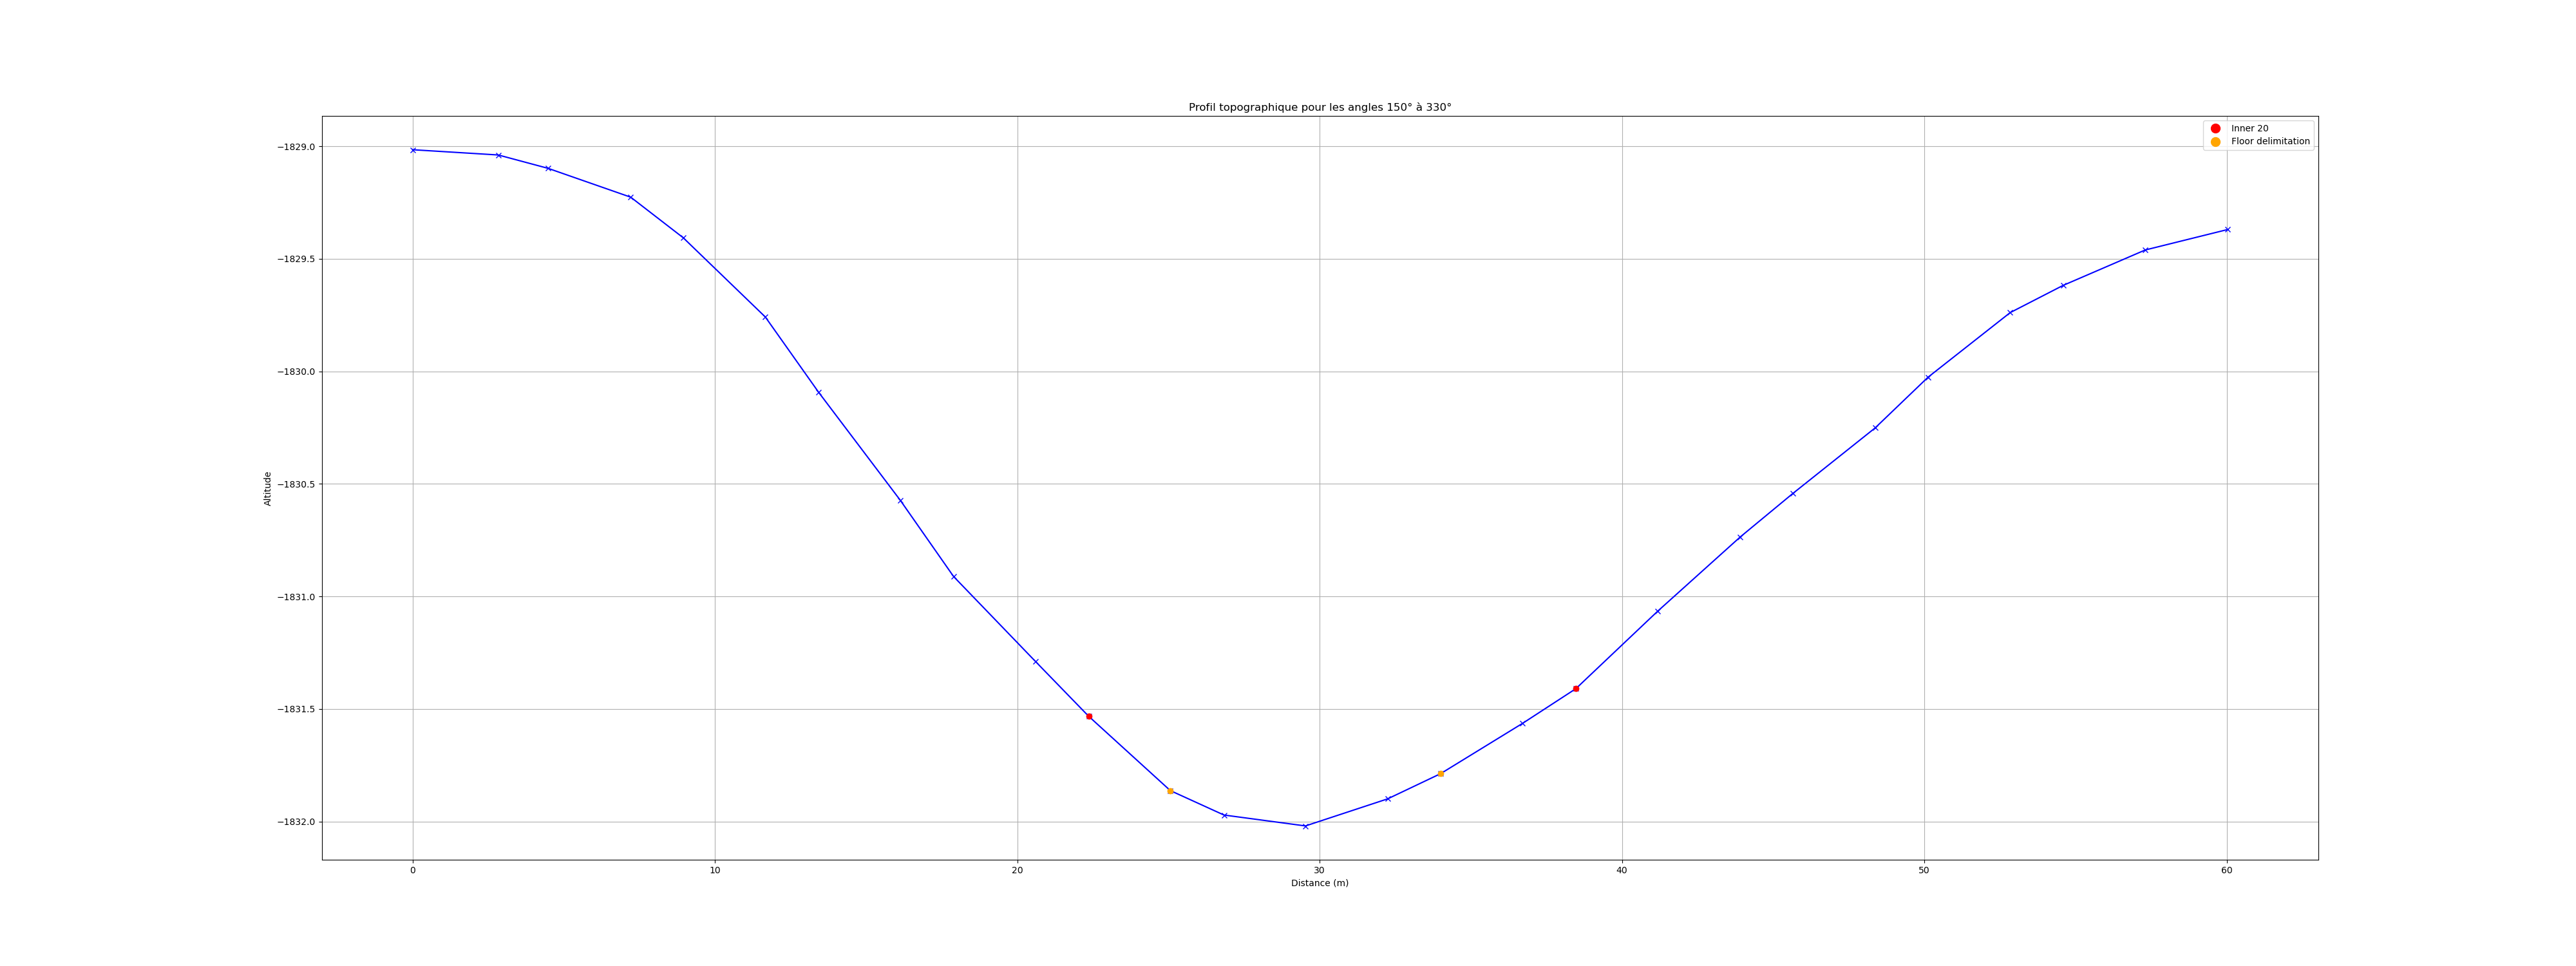 Profil topographique pour les angles 150° à 330°
Inner 20
Floor delimitation
−1829.0
−1829.5
−1830.0
−1830.5
−1831.0
−1831.5
−1832.0
Altitude
0 10 20 30 40 50 60
Distance (m)